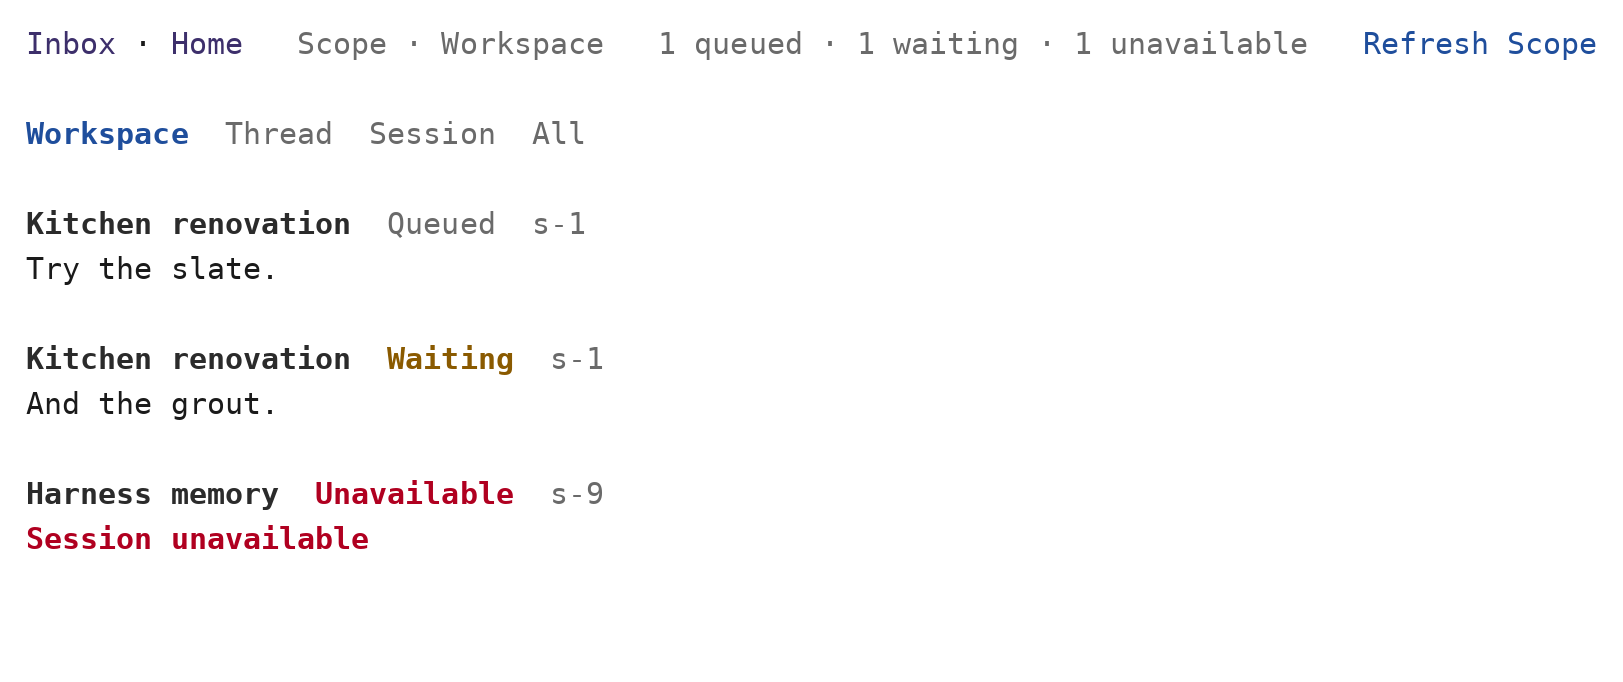 Inbox · Home   Scope · Workspace   1 queued · 1 waiting · 1 unavailable   Refresh Scope
Workspace  Thread  Session  All
Kitchen renovation  Queued  s-1
Try the slate.
Kitchen renovation  Waiting  s-1
And the grout.
Harness memory  Unavailable  s-9
Session unavailable